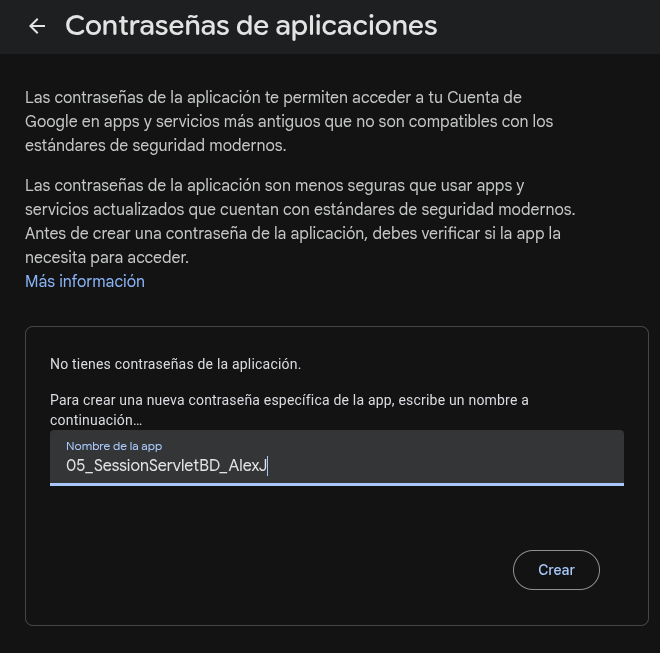 Contraseñas de aplicaciones
Las contraseñas de la aplicación te permiten acceder a tu Cuenta de
Google en apps y servicios más antiguos que no son compatibles con los
estándares de seguridad modernos.
Las contraseñas de la aplicación son menos seguras que usar apps y
servicios actualizados que cuentan con estándares de seguridad modernos.
Antes de crear una contraseña de la aplicación, debes verificar si la app la
necesita para acceder.
Más información
No tienes contraseñas de la aplicación.
Para crear una nueva contraseña específica de la app, escribe un nombre a
continuación…
Nombre de la app
05_SessionServletBD_AlexJ
Crear